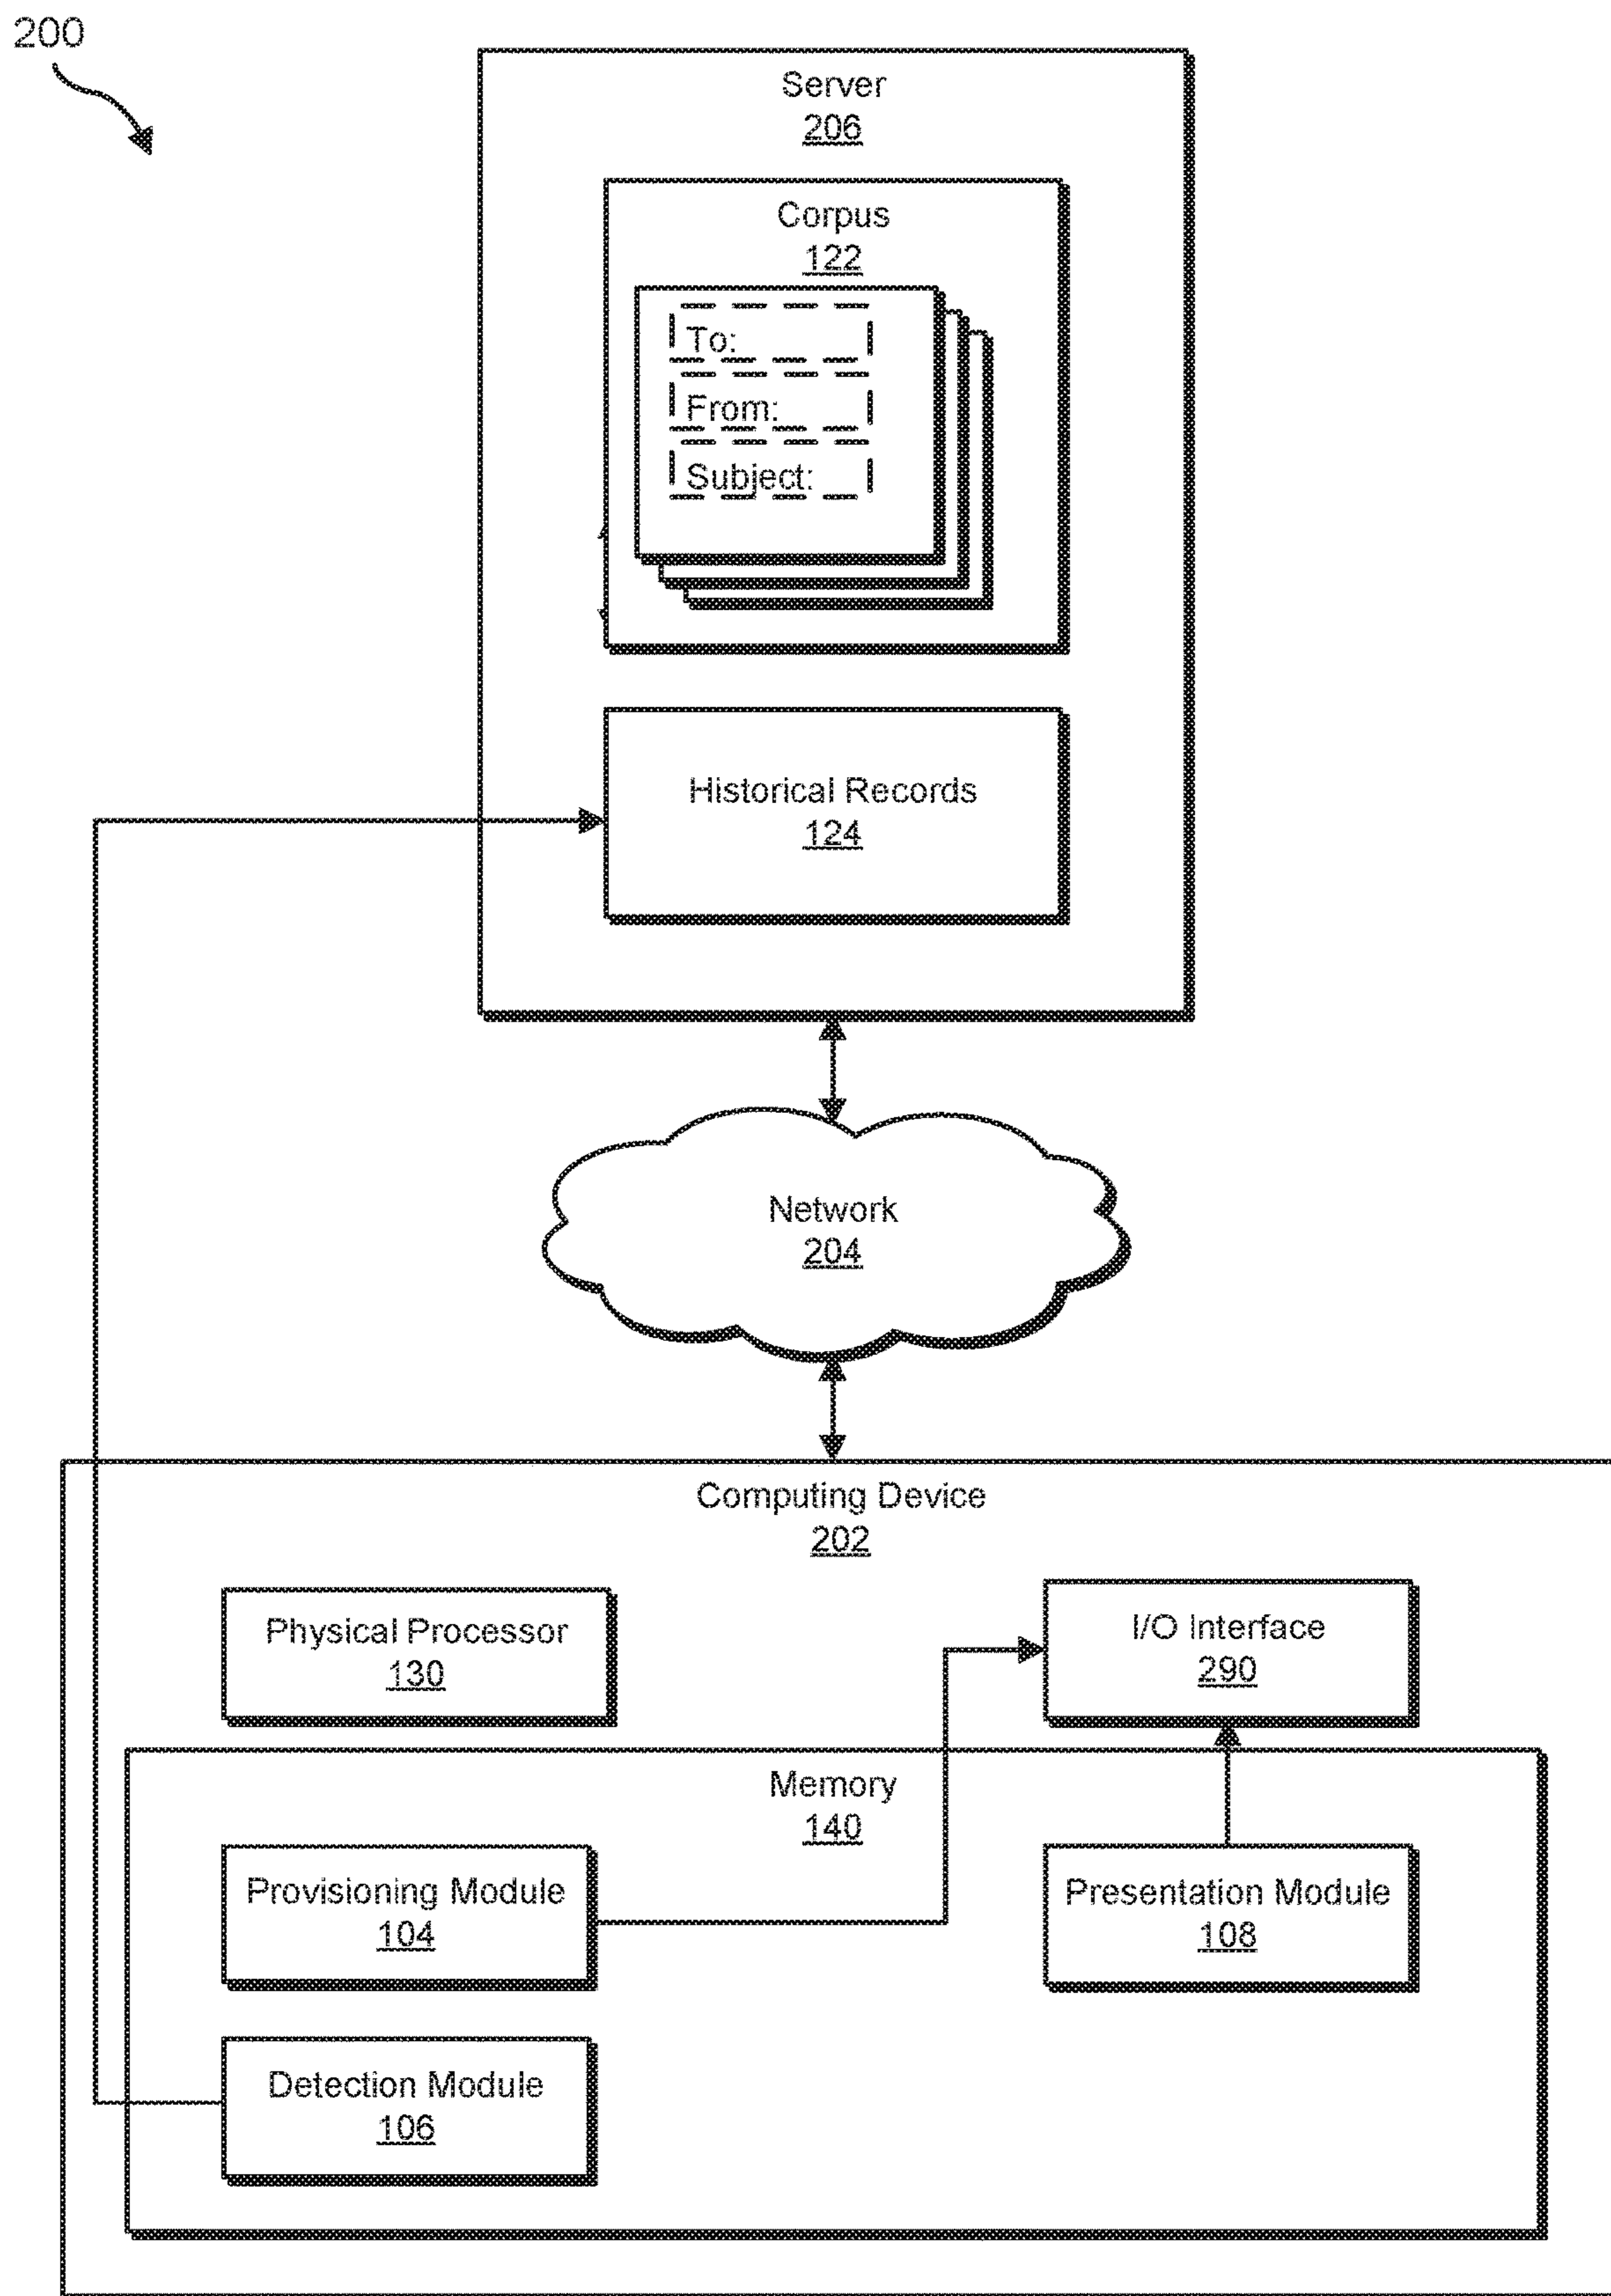 200
Server
206
Corpus
122
To:
From:
Subject:
Historical Records
124
Network
204
Computing Device
202
Physical Processor
130
I/O Interface
290
Memory
140
Provisioning Module
104
Presentation Module
108
Detection Module
106